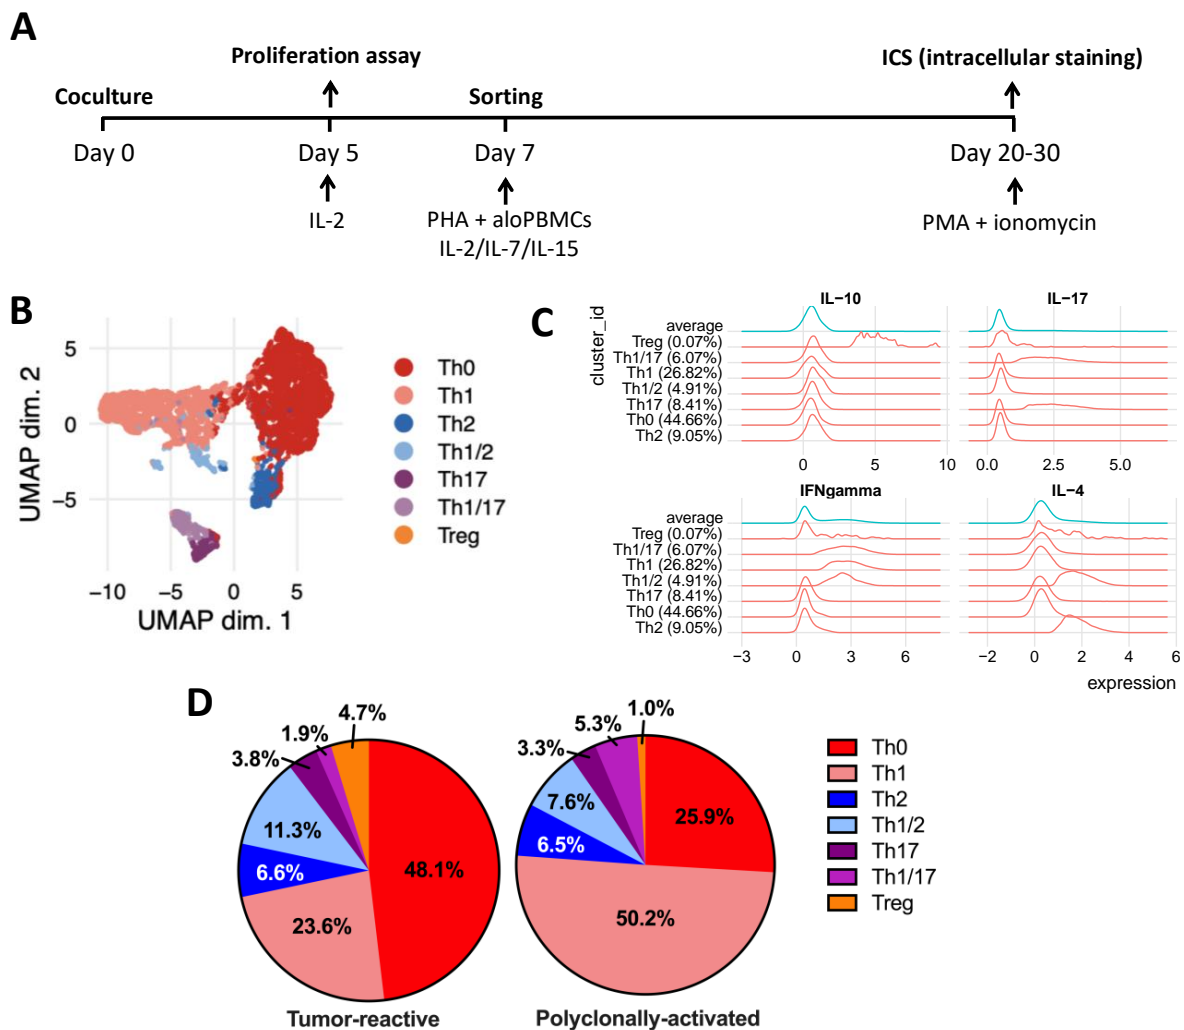 A
Proliferation assay
ICS (intracellular staining)
Coculture
Sorting
Day 0
Day 5
Day 7
Day 20-30
IL-2
PHA + aloPBMCs
IL-2/IL-7/IL-15
PMA + ionomycin
B
UMAP dim. 2
5
0
−5
−10
−5
0
5
UMAP dim. 1
Th0
Th1
Th2
Th1/2
Th17
Th1/17
Treg
C
cluster_id
IL−10
IL−17
average
Treg (0.07%)
Th1/17 (6.07%)
Th1 (26.82%)
Th1/2 (4.91%)
Th17 (8.41%)
Th0 (44.66%)
Th2 (9.05%)
0
5
10
0.0
2.5
5.0
IFNgamma
IL−4
average
Treg (0.07%)
Th1/17 (6.07%)
Th1 (26.82%)
Th1/2 (4.91%)
Th17 (8.41%)
Th0 (44.66%)
Th2 (9.05%)
−3
0
3
6
−2
0
2
4
6
expression
D
4.7%
1.9%
3.8%
11.3%
6.6%
23.6%
48.1%
Tumor-reactive
1.0%
5.3%
3.3%
7.6%
6.5%
25.9%
50.2%
Polyclonally-activated
Th0
Th1
Th2
Th1/2
Th17
Th1/17
Treg